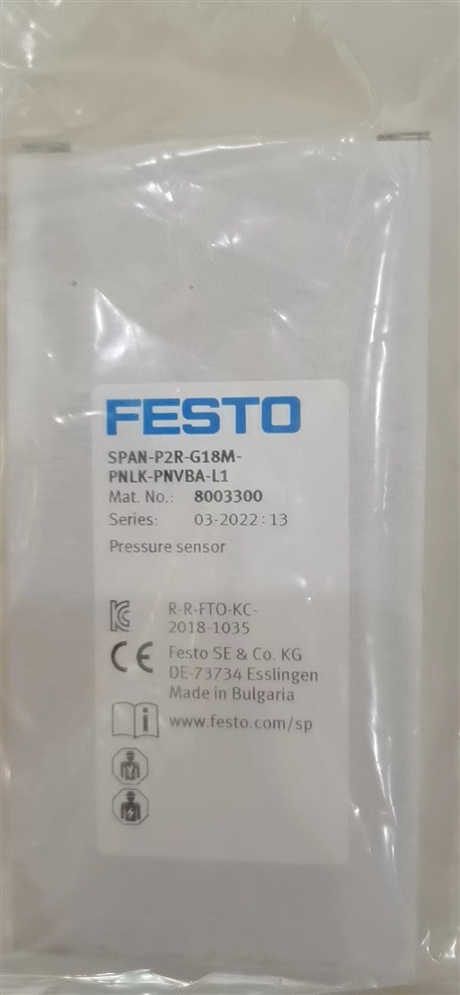 FESTO
SPAN-P2R-G18M-
PNLK-PNVBA-L1
Mat. No.: 8003300
Series: 03-2022:13
Pressure sensor
R-R-FTO-KC-
2018-1035
CE Festo SE & Co. KG
DE-73734 Esslingen
Made in Bulgaria
www.festo.com/sp